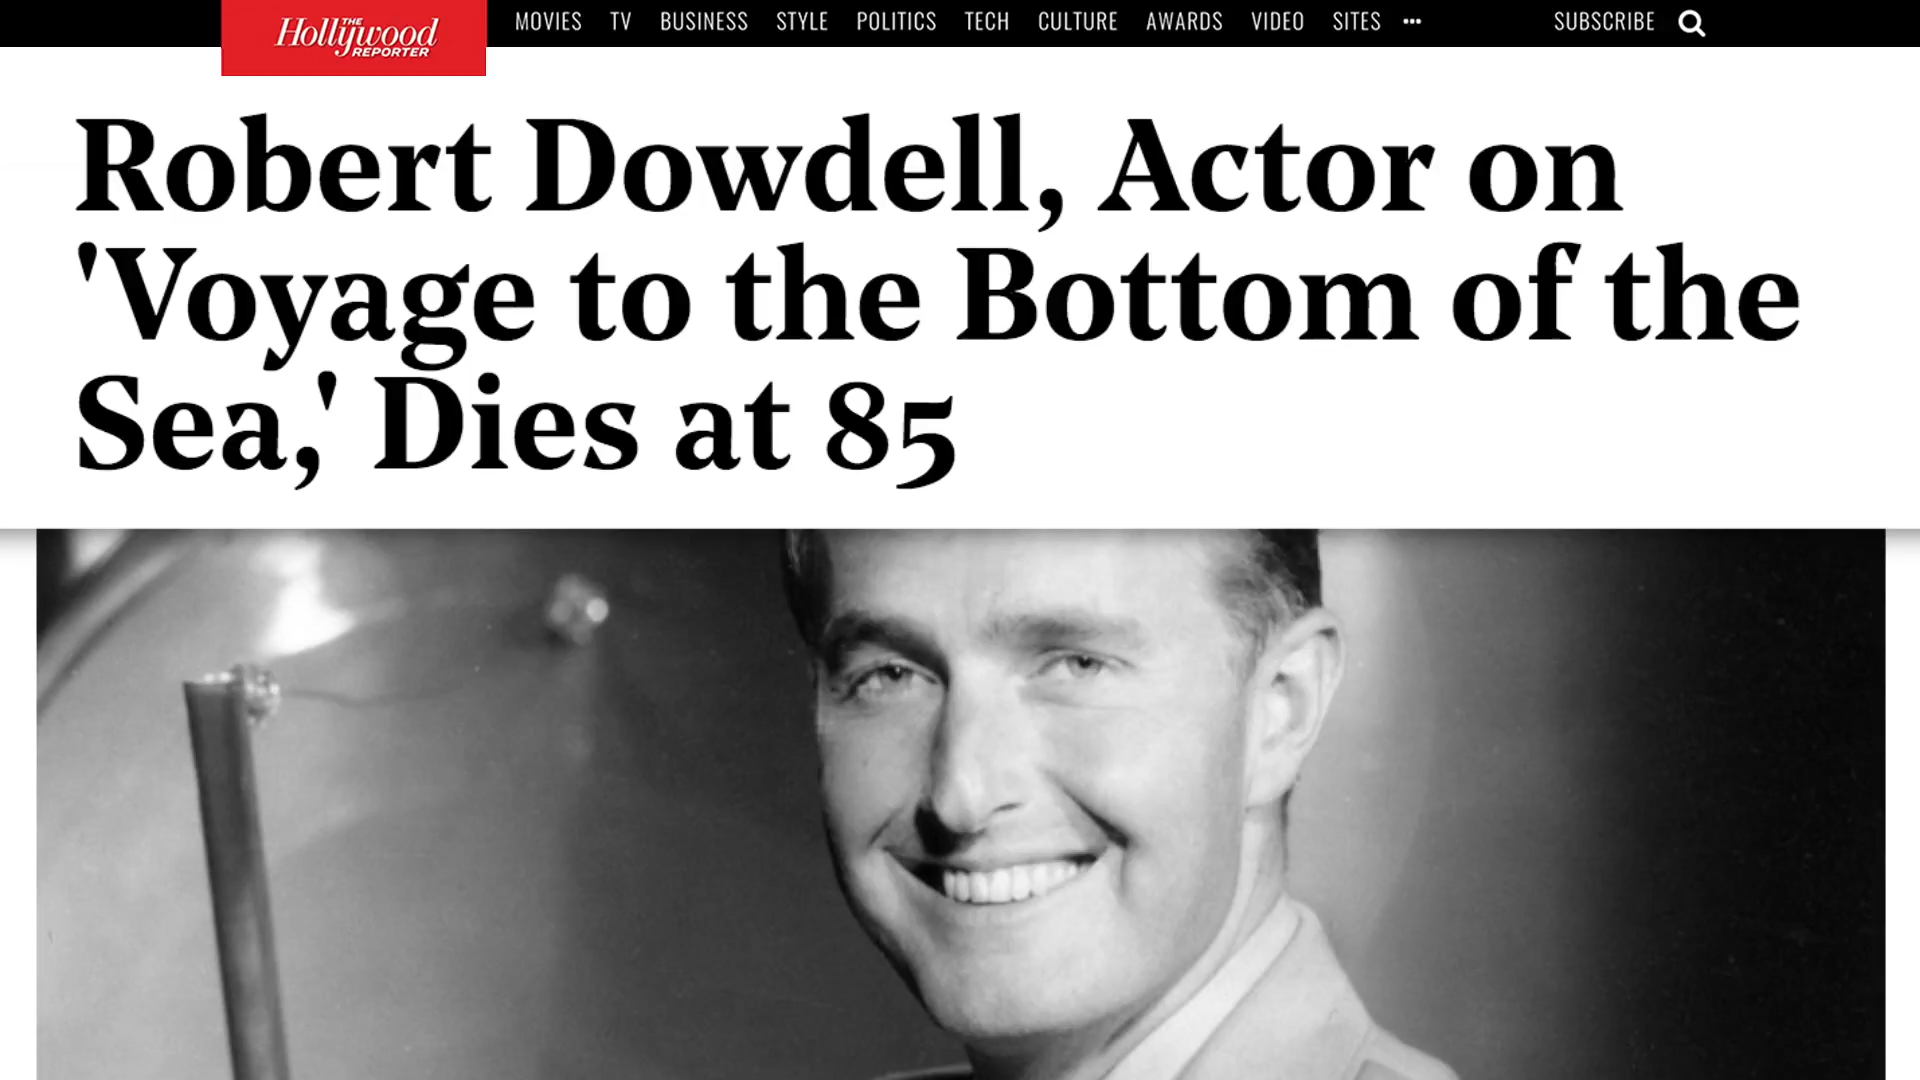 THE
Hollywood
REPORTER
MOVIES TV BUSINESS STYLE POLITICS TECH CULTURE AWARDS VIDEO SITES ••• SUBSCRIBE
Robert Dowdell, Actor on
'Voyage to the Bottom of the
Sea,' Dies at 85